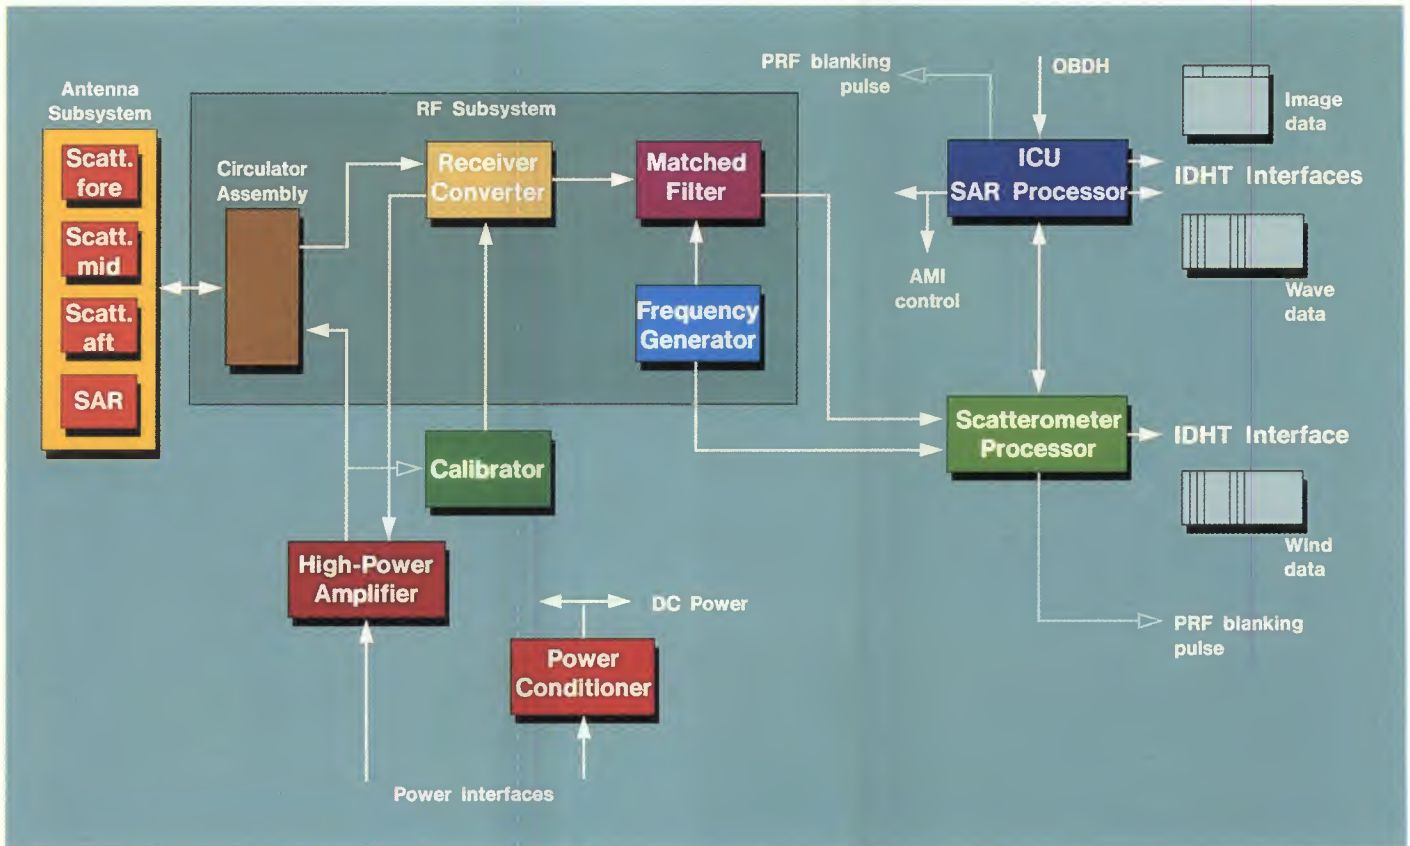 Antenna
Subsystem
Scatt.
fore
Scatt.
mid
Scatt.
aft
SAR
RF Subsystem
Circulator
Assembly
Receiver
Converter
Matched
Filter
Frequency
Generator
Calibrator
High-Power
Amplifier
DC Power
Power
Conditioner
Power interfaces
PRF blanking
pulse
OBDH
ICU
SAR Processor
AMI
control
Image
data
IDHT Interfaces
Wave
data
Scatterometer
Processor
IDHT Interface
Wind
data
PRF blanking
pulse